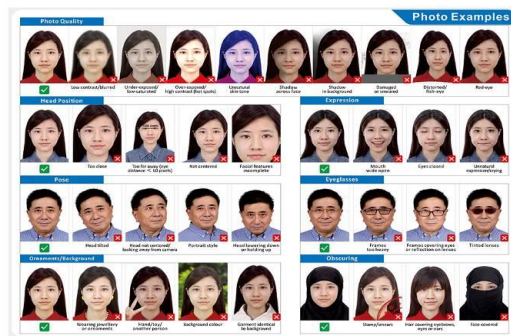 Photo Examples
Photo Quality
Low contrast/blurred
Under-exposed/
low-saturated
Over-exposed/
high contrast (hot spots)
Unnatural
skin tone
Shadow
across face
Shadow
in background
Damaged
or smeared
Distorted/
fish-eye
Red-eye
Head Position
Too close
Too far away (eye
distance < 60 pixels)
Not centered
Facial features
incomplete
Expression
Mouth
wide open
Eyes closed
Unnatural
expression/crying
Pose
Head tilted
Head not centered/
looking away from camera
Portrait style
Head lowering down
or holding up
Eyeglasses
Frames
too heavy
Frames covering eyes
or reflection on lenses
Tinted lenses
Ornaments/Background
Wearing jewellery
or ornaments
Hand/toy/
another person
Background colour
Garment identical
to background
Obscuring
Stamp/smears
Hair covering eyebrows,
eyes or ears
Face covered